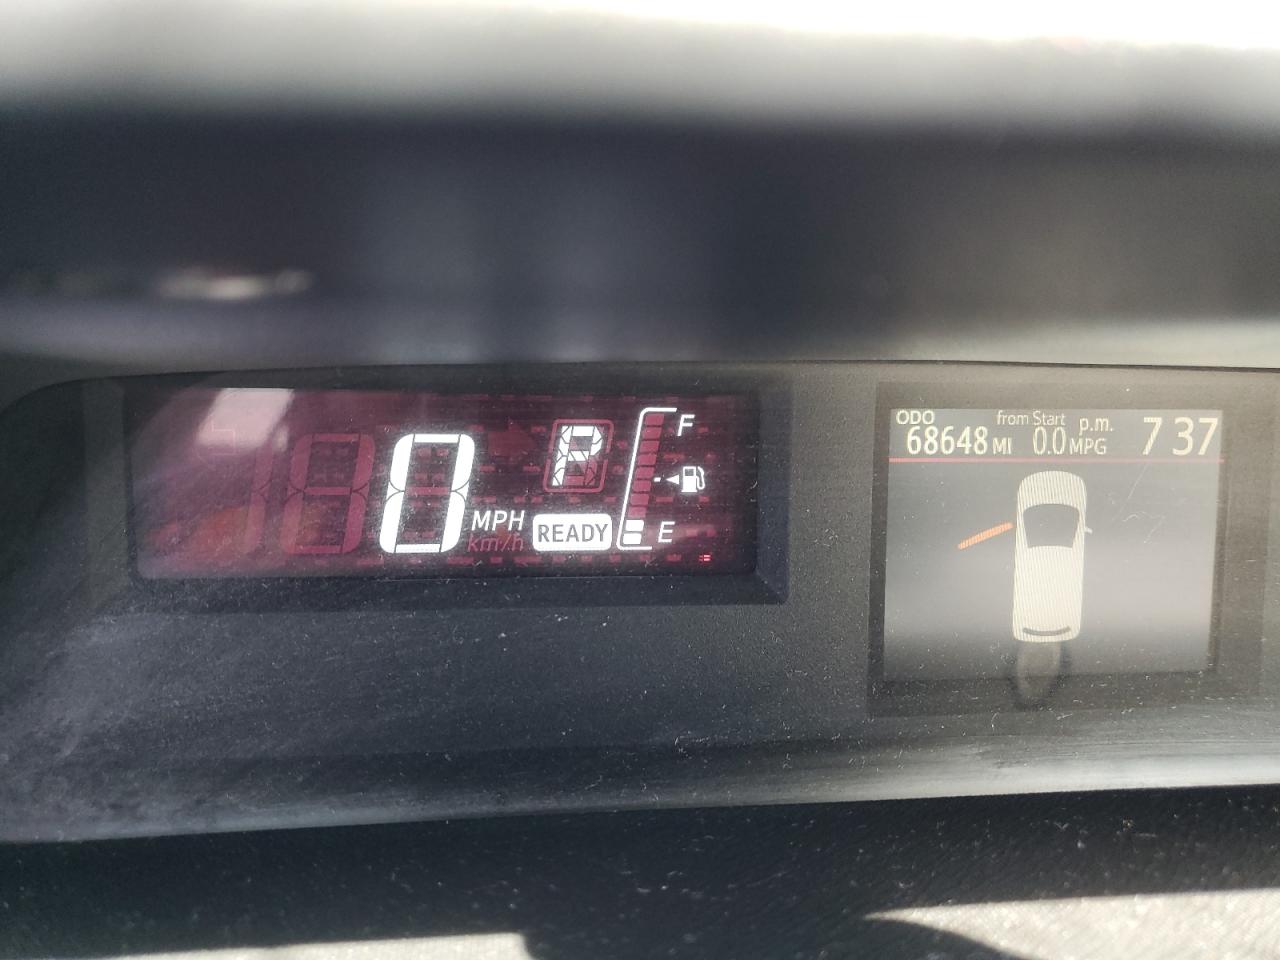 0 MPH
km/h
P
READY
F
E
ODO from Start p.m.
68648 MI 0.0 MPG 7 37